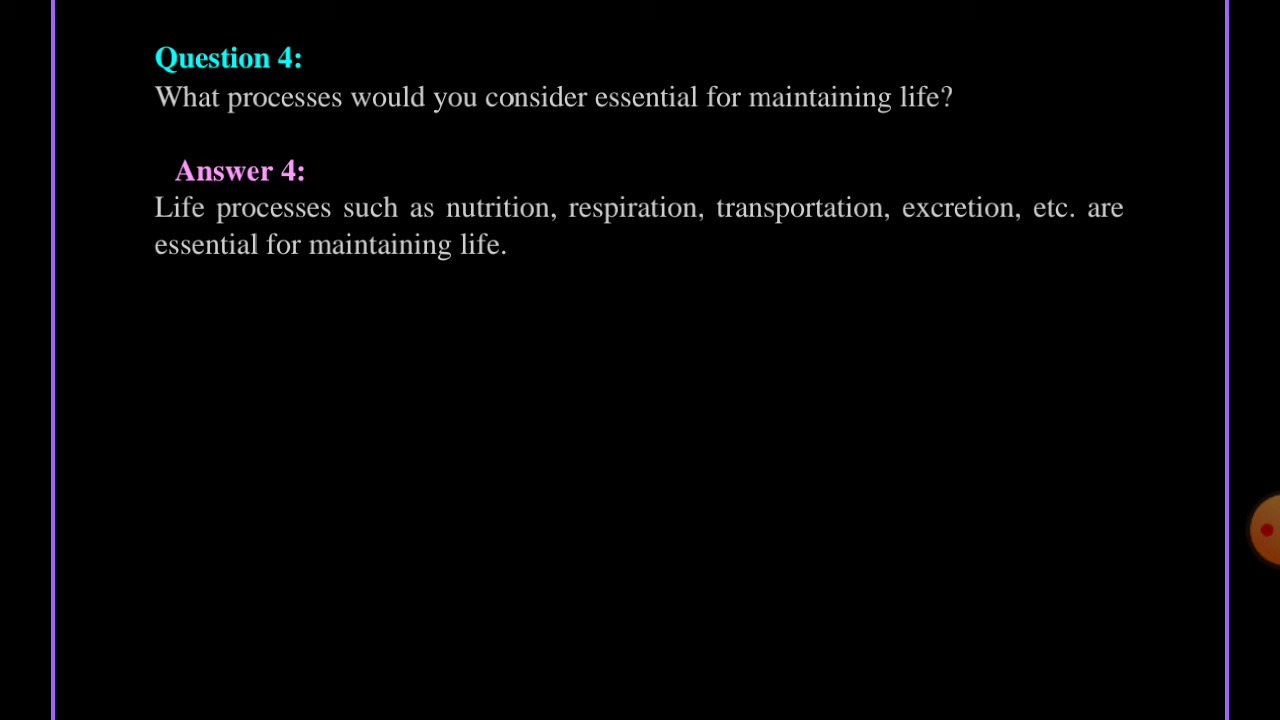 Question 4:
What processes would you consider essential for maintaining life?
Answer 4:
Life processes such as nutrition, respiration, transportation, excretion, etc. are
essential for maintaining life.